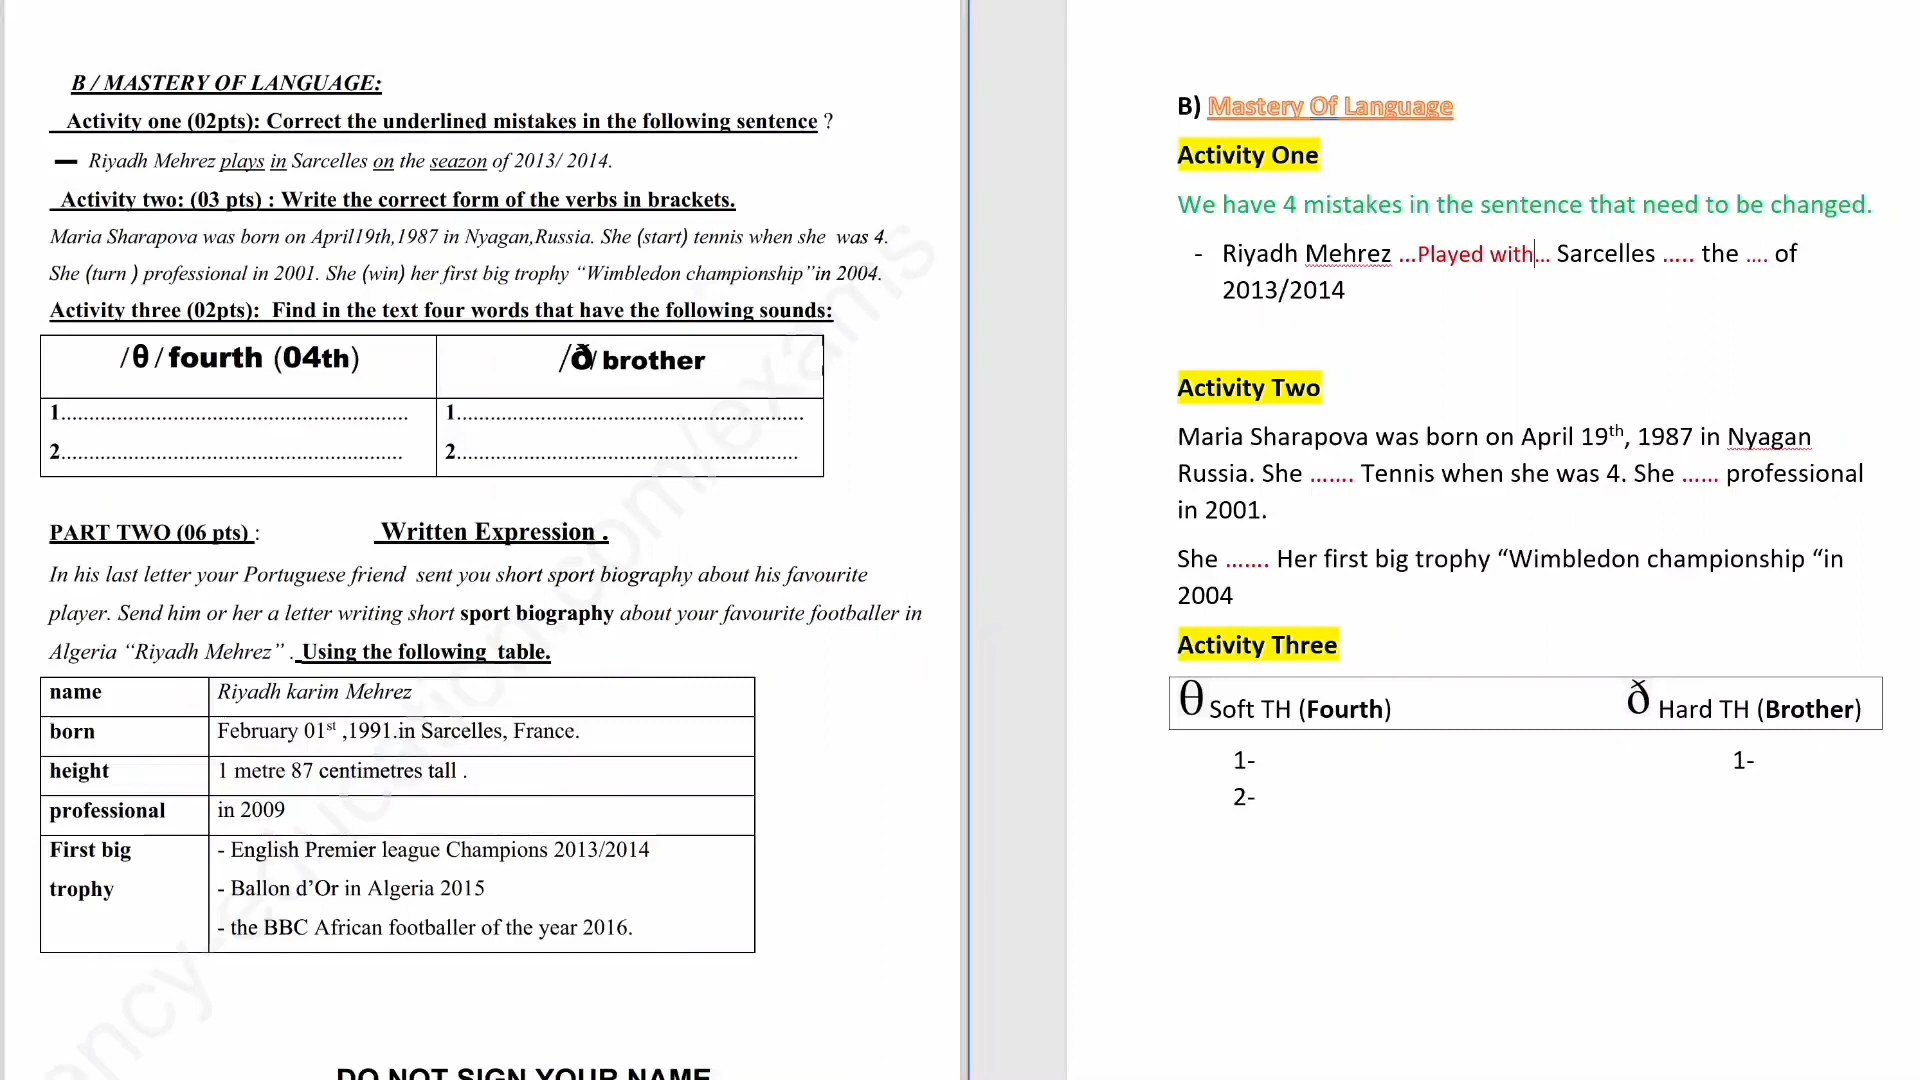 B / MASTERY OF LANGUAGE:
Activity one (02pts): Correct the underlined mistakes in the following sentence ?
— Riyadh Mehrez plays in Sarcelles on the seazon of 2013/ 2014.
Activity two: (03 pts) : Write the correct form of the verbs in brackets.
Maria Sharapova was born on April19th,1987 in Nyagan,Russia. She (start) tennis when she was 4.
She (turn ) professional in 2001. She (win) her first big trophy “Wimbledon championship”in 2004.
Activity three (02pts): Find in the text four words that have the following sounds:
/θ/ fourth (04th)
/ð/ brother
1..............................................................
1..............................................................
2..............................................................
2..............................................................
PART TWO (06 pts) : Written Expression .
In his last letter your Portuguese friend sent you short sport biography about his favourite
player. Send him or her a letter writing short sport biography about your favourite footballer in
Algeria “Riyadh Mehrez” . Using the following table.
name Riyadh karim Mehrez
born February 01st ,1991.in Sarcelles, France.
height 1 metre 87 centimetres tall .
professional in 2009
First big - English Premier league Champions 2013/2014
trophy - Ballon d’Or in Algeria 2015
- the BBC African footballer of the year 2016.
DO NOT SIGN YOUR NAME
ency-education.com/exams
B) Mastery Of Language
Activity One
We have 4 mistakes in the sentence that need to be changed.
- Riyadh Mehrez ...Played with... Sarcelles ..... the .... of
2013/2014
Activity Two
Maria Sharapova was born on April 19th, 1987 in Nyagan
Russia. She ....... Tennis when she was 4. She ...... professional
in 2001.
She ....... Her first big trophy “Wimbledon championship “in
2004
Activity Three
θ Soft TH (Fourth) ð Hard TH (Brother)
1- 1-
2-